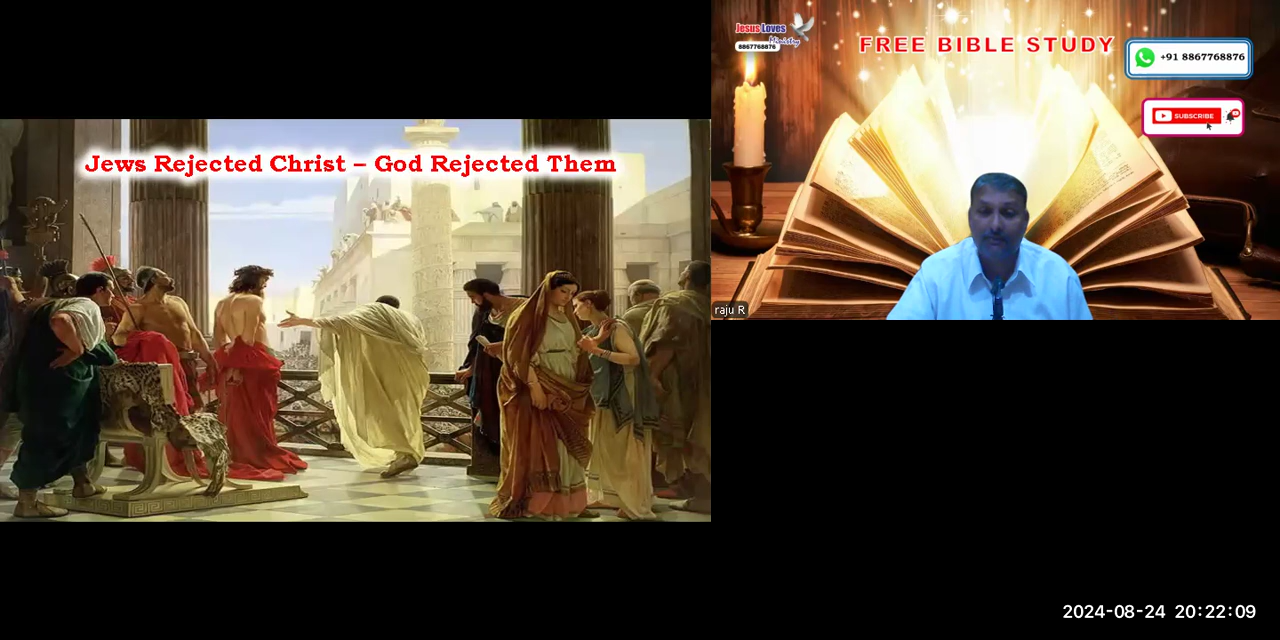 Jews Rejected Christ – God Rejected Them
Jesus Loves
Ministry
8867768876
FREE BIBLE STUDY
+91 8867768876
SUBSCRIBE
raju R
2024-08-24 20:22:09